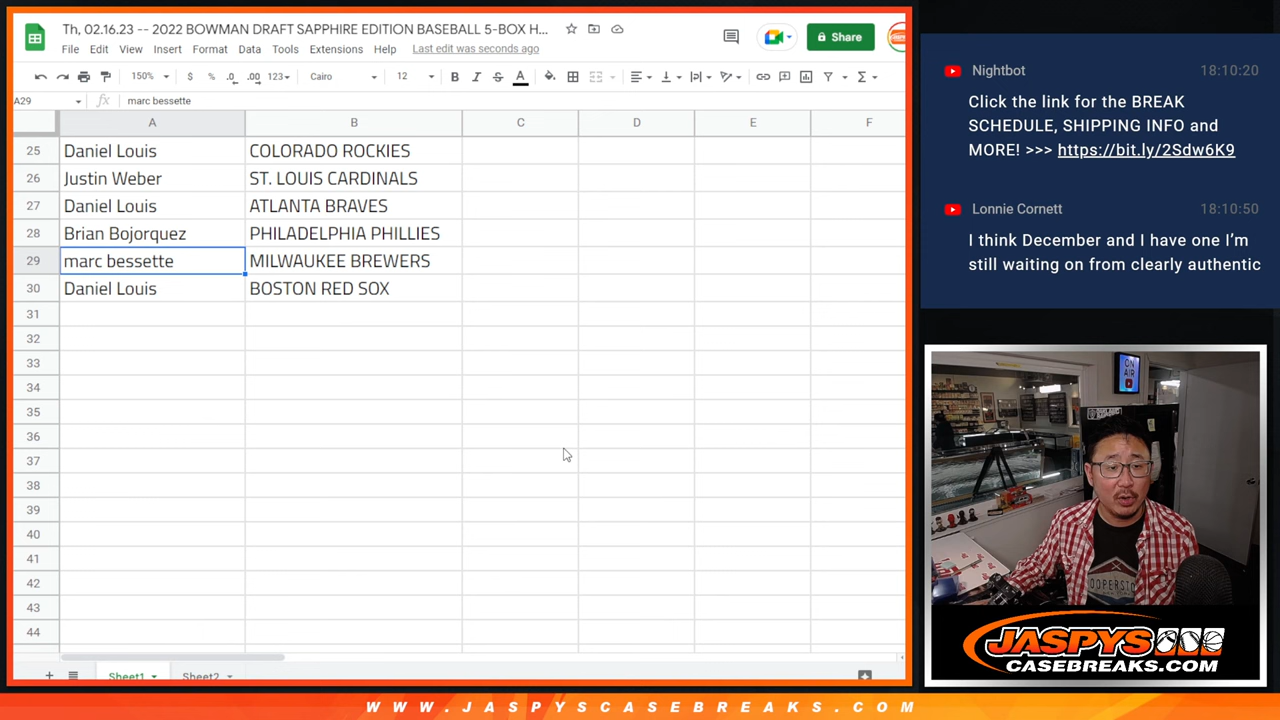 Th, 02.16.23 -- 2022 BOWMAN DRAFT SAPPHIRE EDITION BASEBALL 5-BOX H...
File Edit View Insert Format Data Tools Extensions Help Last edit was seconds ago
Share
150% $ % .0 .00 123 Cairo 12 B I S A
A29 fx marc bessette
A B C D E F
25 Daniel Louis COLORADO ROCKIES
26 Justin Weber ST. LOUIS CARDINALS
27 Daniel Louis ATLANTA BRAVES
28 Brian Bojorquez PHILADELPHIA PHILLIES
29 marc bessette MILWAUKEE BREWERS
30 Daniel Louis BOSTON RED SOX
31
32
33
34
35
36
37
38
39
40
41
42
43
44
+ Sheet1 Sheet2
Nightbot 18:10:20
Click the link for the BREAK
SCHEDULE, SHIPPING INFO and
MORE! >>> https://bit.ly/2Sdw6K9
Lonnie Cornett 18:10:50
I think December and I have one I'm
still waiting on from clearly authentic
ON
AIR
JASPYS
CASEBREAKS.COM
WWW.JASPYSCASEBREAKS.COM